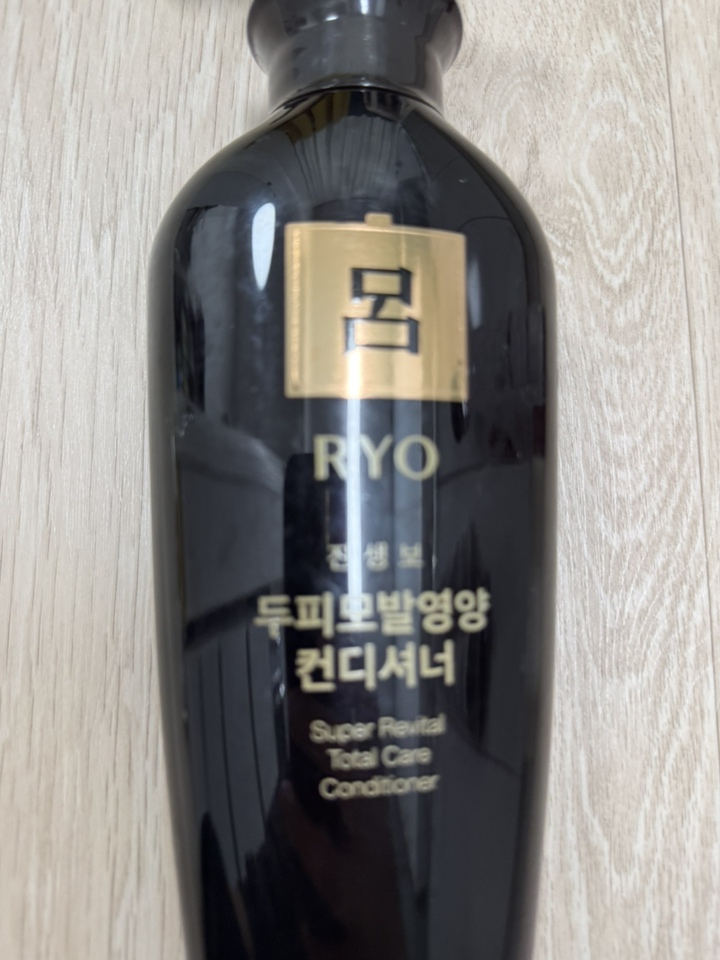 呂
RYO
진생보
두피모발영양
컨디셔너
Super Revital
Total Care
Conditioner